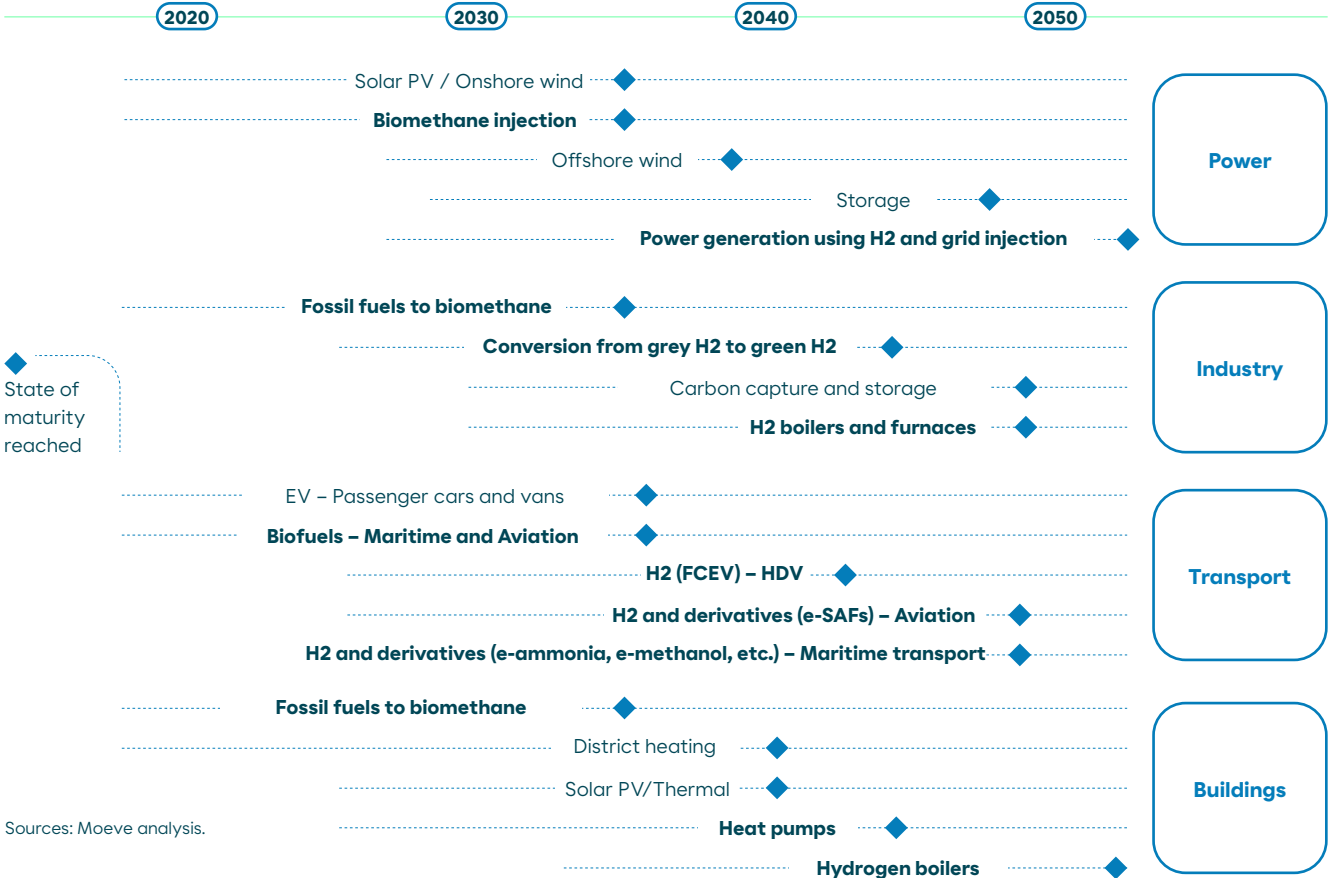 2020
2030
2040
2050
Solar PV / Onshore wind
Biomethane injection
Offshore wind
Storage
Power generation using H2 and grid injection
Power
Fossil fuels to biomethane
Conversion from grey H2 to green H2
Carbon capture and storage
H2 boilers and furnaces
Industry
State of
maturity
reached
EV – Passenger cars and vans
Biofuels – Maritime and Aviation
H2 (FCEV) – HDV
H2 and derivatives (e-SAFs) – Aviation
H2 and derivatives (e-ammonia, e-methanol, etc.) – Maritime transport
Transport
Fossil fuels to biomethane
District heating
Solar PV/Thermal
Heat pumps
Hydrogen boilers
Buildings
Sources: Moeve analysis.